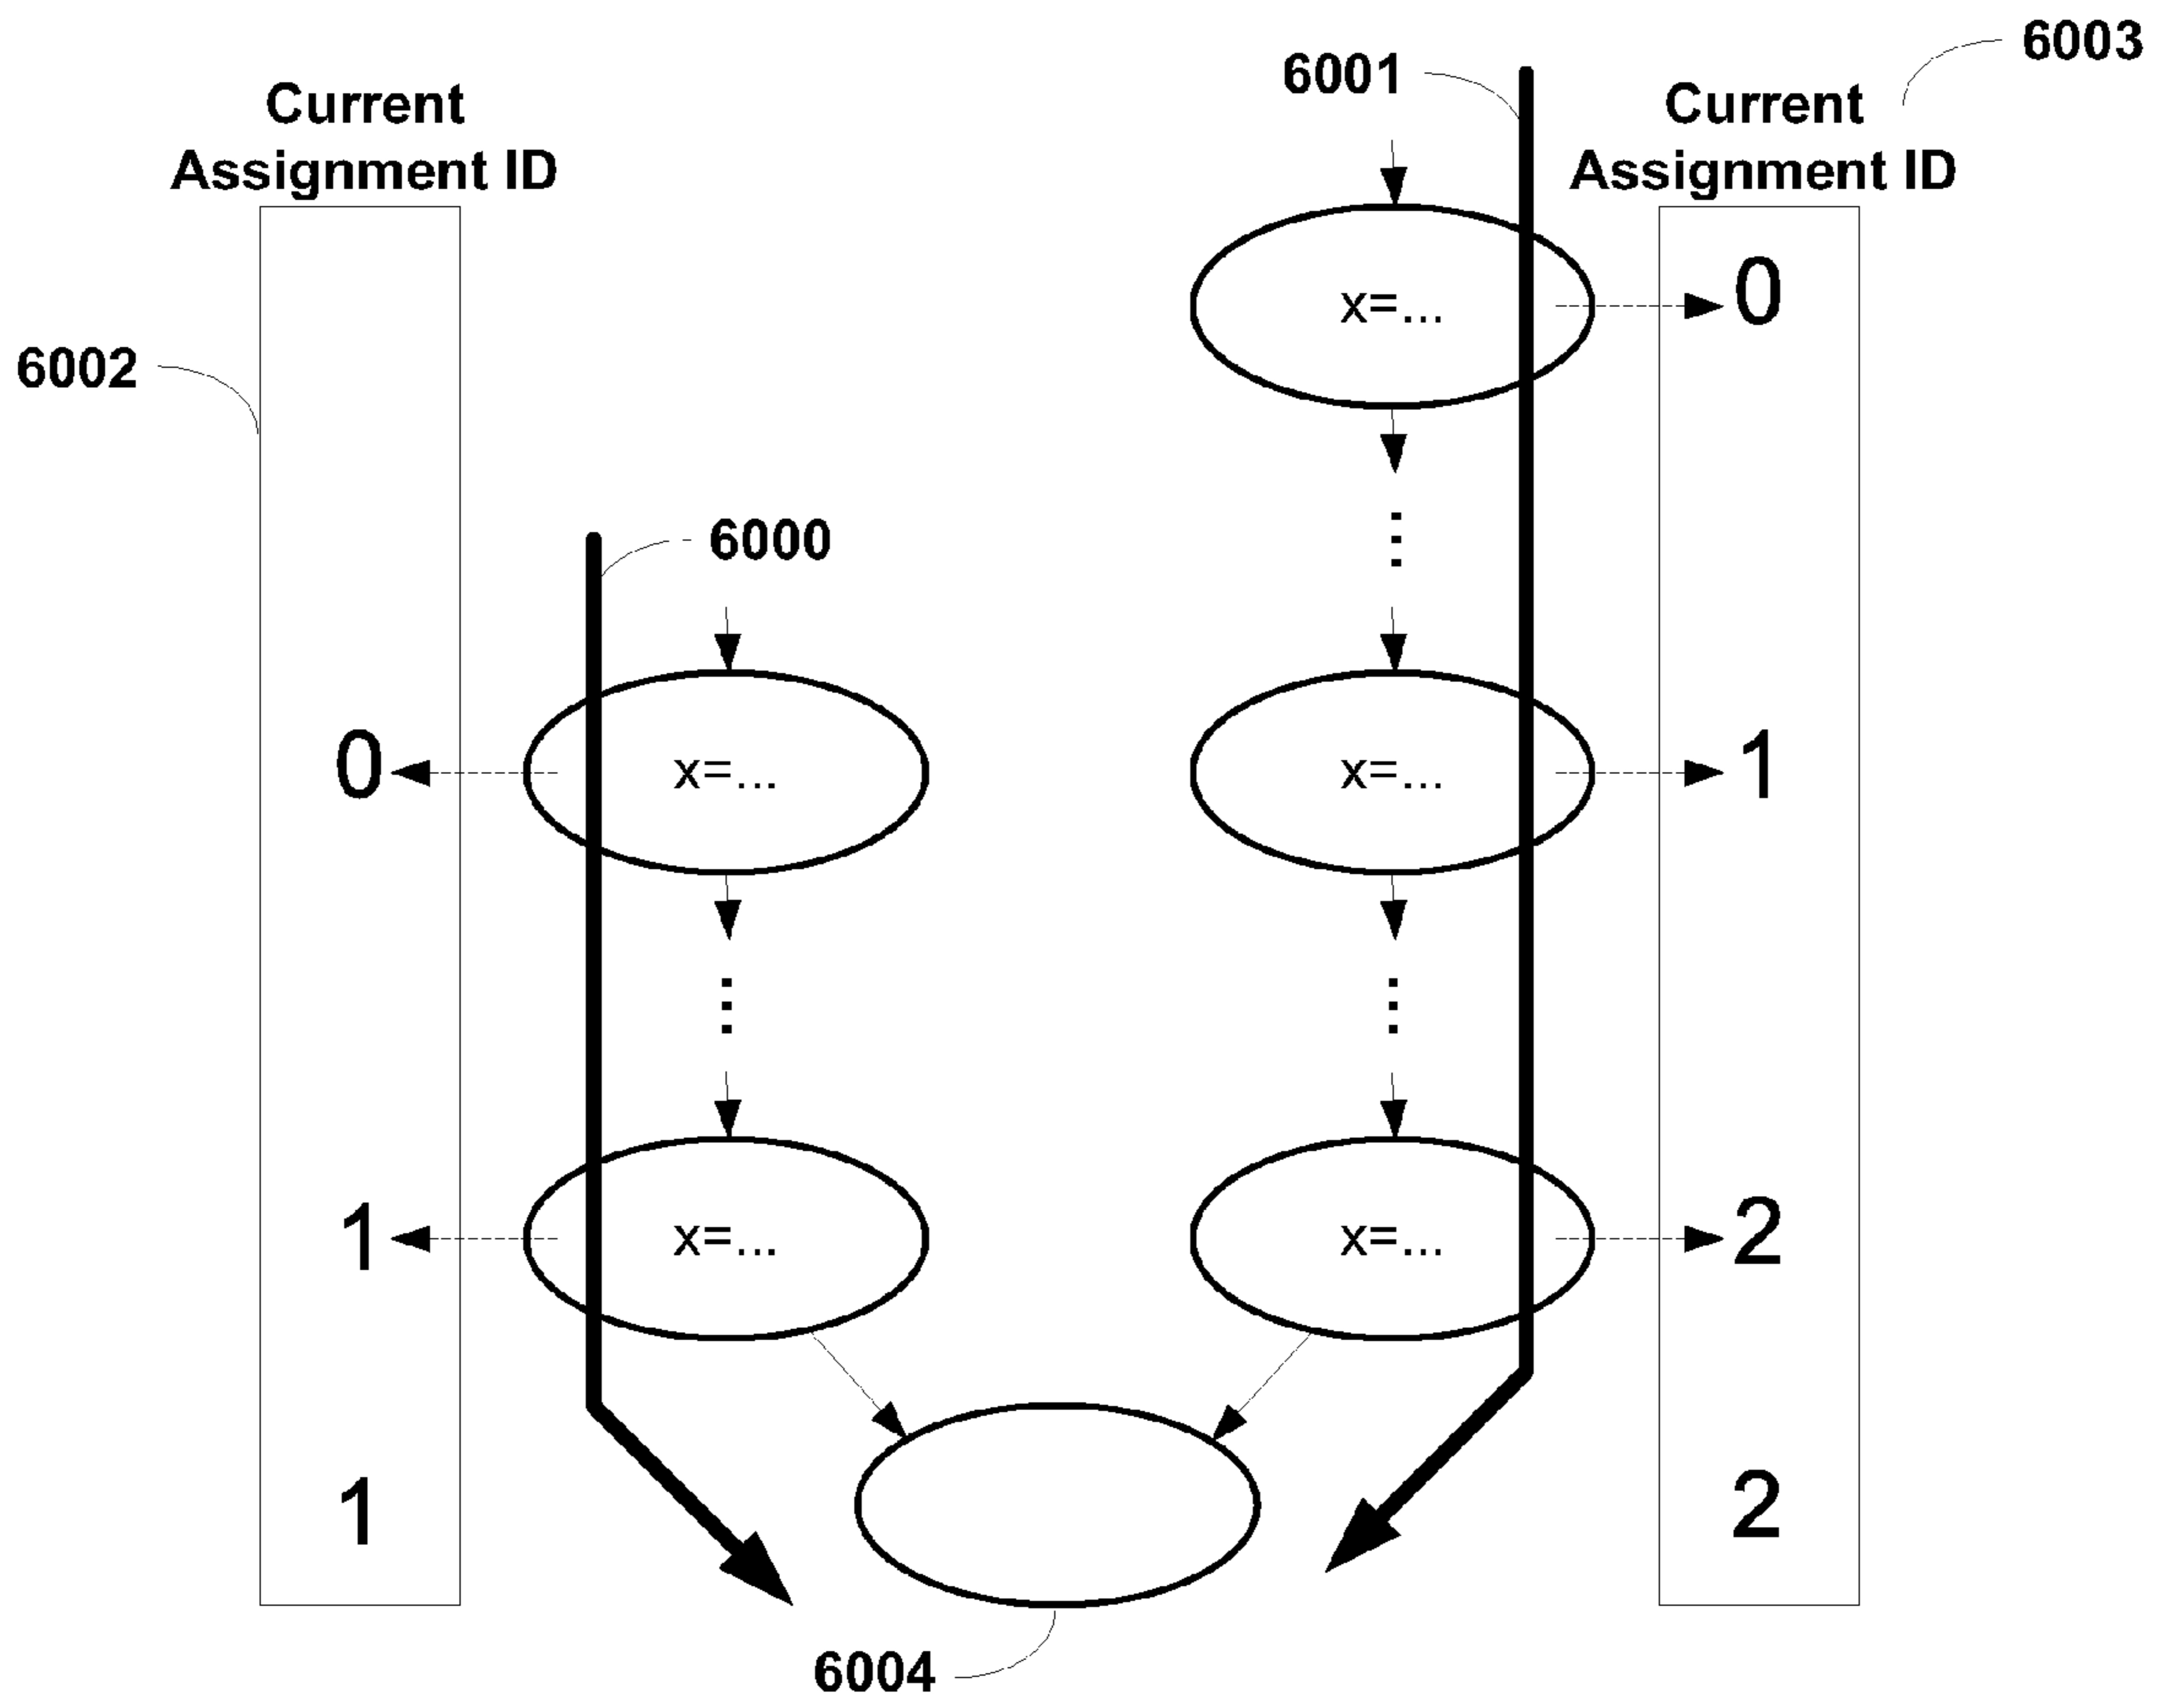 6003
6001
Current
Assignment ID
Current
Assignment ID
x=...
0
6002
6000
0
x=...
x=...
1
1
x=...
x=...
2
1
2
6004